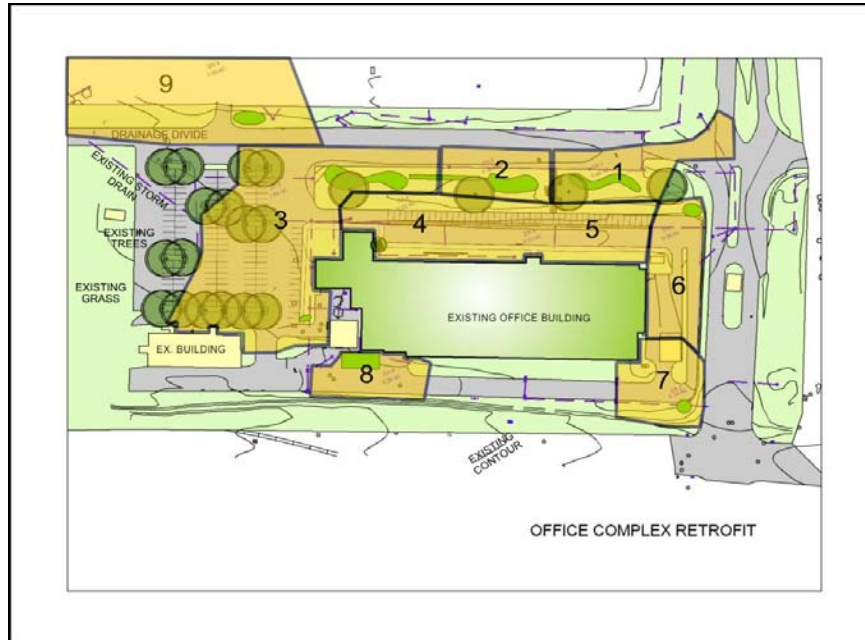 9
DRAINAGE DIVIDE
EXISTING STORM
DRAIN
2
1
3
4
5
EXISTING
TREES
6
EXISTING
GRASS
EXISTING OFFICE BUILDING
EX. BUILDING
8
7
EXISTING
CONTOUR
OFFICE COMPLEX RETROFIT